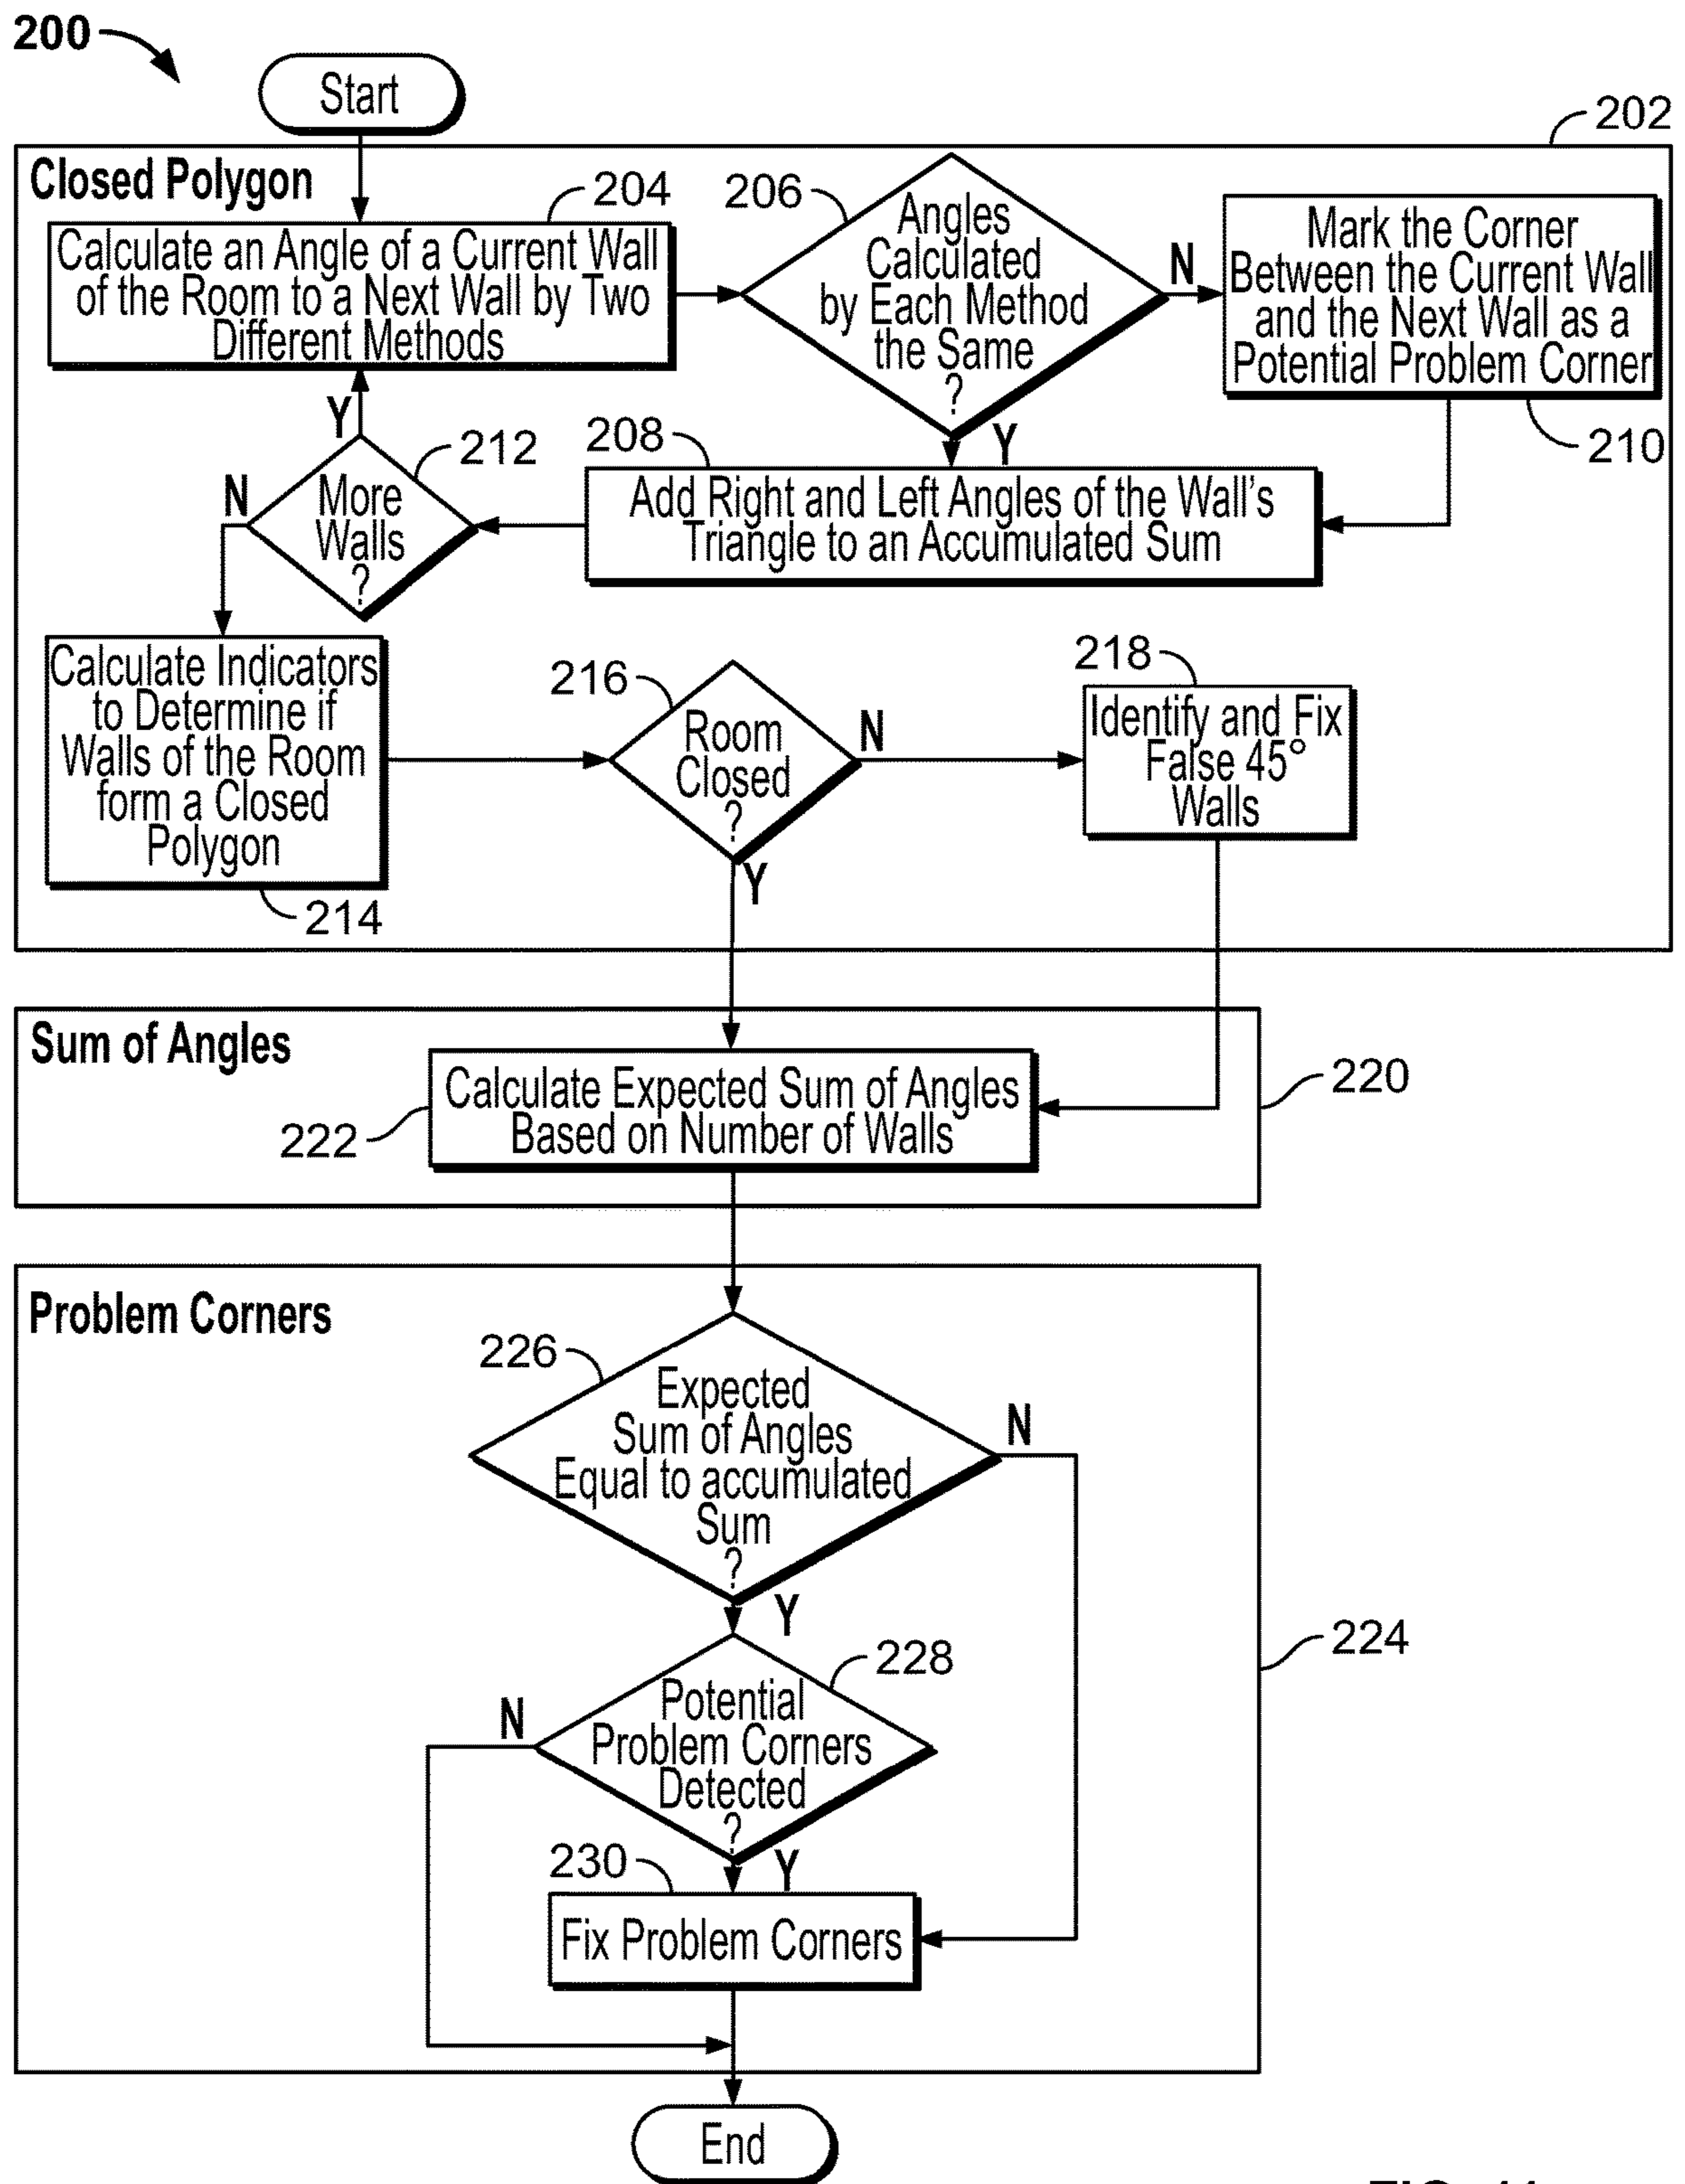 200
Start
202
Closed Polygon
204
Calculate an Angle of a Current Wall
of the Room to a Next Wall by Two
Different Methods
206
Angles
Calculated
by Each Method
the Same
?
N
Mark the Corner
Between the Current Wall
and the Next Wall as a
Potential Problem Corner
210
Y
208
Add Right and Left Angles of the Wall's
Triangle to an Accumulated Sum
Y
212
More
Walls
?
N
Calculate Indicators
to Determine if
Walls of the Room
form a Closed
Polygon
214
216
Room
Closed
?
N
Y
218
Identify and Fix
False 45°
Walls
Sum of Angles
220
222
Calculate Expected Sum of Angles
Based on Number of Walls
Problem Corners
224
226
Expected
Sum of Angles
Equal to accumulated
Sum
?
N
Y
228
Potential
Problem Corners
Detected
?
N
Y
230
Fix Problem Corners
End